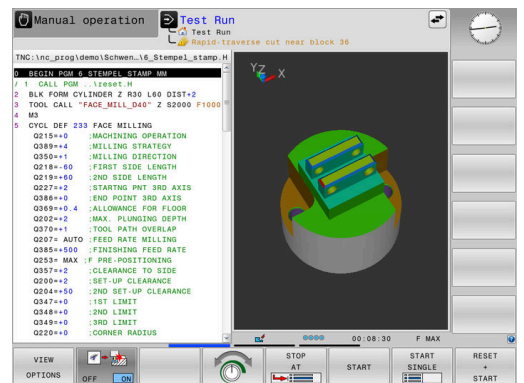 Manual operation
Test Run
Test Run
Rapid-traverse cut near block 36
TNC:\nc_prog\demo\Schwen…\6_Stempel_stamp.H
0 BEGIN PGM 6_STEMPEL_STAMP MM
/ 1 CALL PGM ..\reset.H
2 BLK FORM CYLINDER Z R30 L60 DIST+2
3 TOOL CALL "FACE_MILL_D40" Z S2000 F1000
4 M3
5 CYCL DEF 233 FACE MILLING
Q215=+0 ;MACHINING OPERATION
Q389=+4 ;MILLING STRATEGY
Q350=+1 ;MILLING DIRECTION
Q218=-60 ;FIRST SIDE LENGTH
Q219=+60 ;2ND SIDE LENGTH
Q227=+2 ;STARTNG PNT 3RD AXIS
Q386=+0 ;END POINT 3RD AXIS
Q369=+0.4 ;ALLOWANCE FOR FLOOR
Q202=+2 ;MAX. PLUNGING DEPTH
Q370=+1 ;TOOL PATH OVERLAP
Q207= AUTO ;FEED RATE MILLING
Q385=+500 ;FINISHING FEED RATE
Q253= MAX ;F PRE-POSITIONING
Q357=+2 ;CLEARANCE TO SIDE
Q200=+2 ;SET-UP CLEARANCE
Q204=+50 ;2ND SET-UP CLEARANCE
Q347=+0 ;1ST LIMIT
Q348=+0 ;2ND LIMIT
Q349=+0 ;3RD LIMIT
Q220=+0 ;CORNER RADIUS
Y Z X
00:08:30 F MAX
VIEW OPTIONS
OFF ON
STOP AT
START
START SINGLE
RESET + START